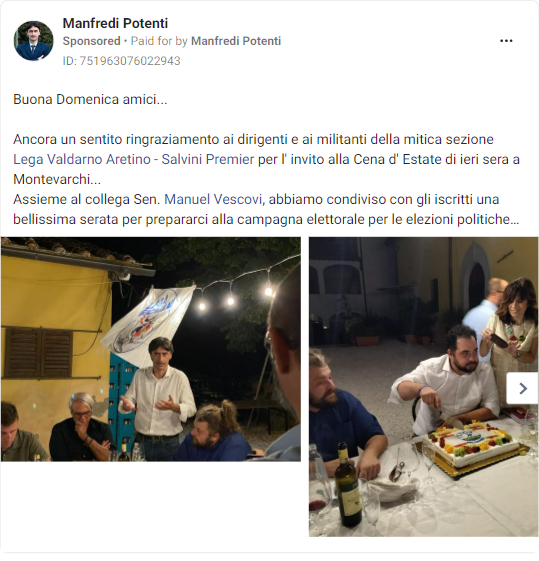 Manfredi Potenti
Sponsored • Paid for by Manfredi Potenti
ID: 751963076022943
Buona Domenica amici...
Ancora un sentito ringraziamento ai dirigenti e ai militanti della mitica sezione
Lega Valdarno Aretino - Salvini Premier per l' invito alla Cena d' Estate di ieri sera a
Montevarchi...
Assieme al collega Sen. Manuel Vescovi, abbiamo condiviso con gli iscritti una
bellissima serata per prepararci alla campagna elettorale per le elezioni politiche...